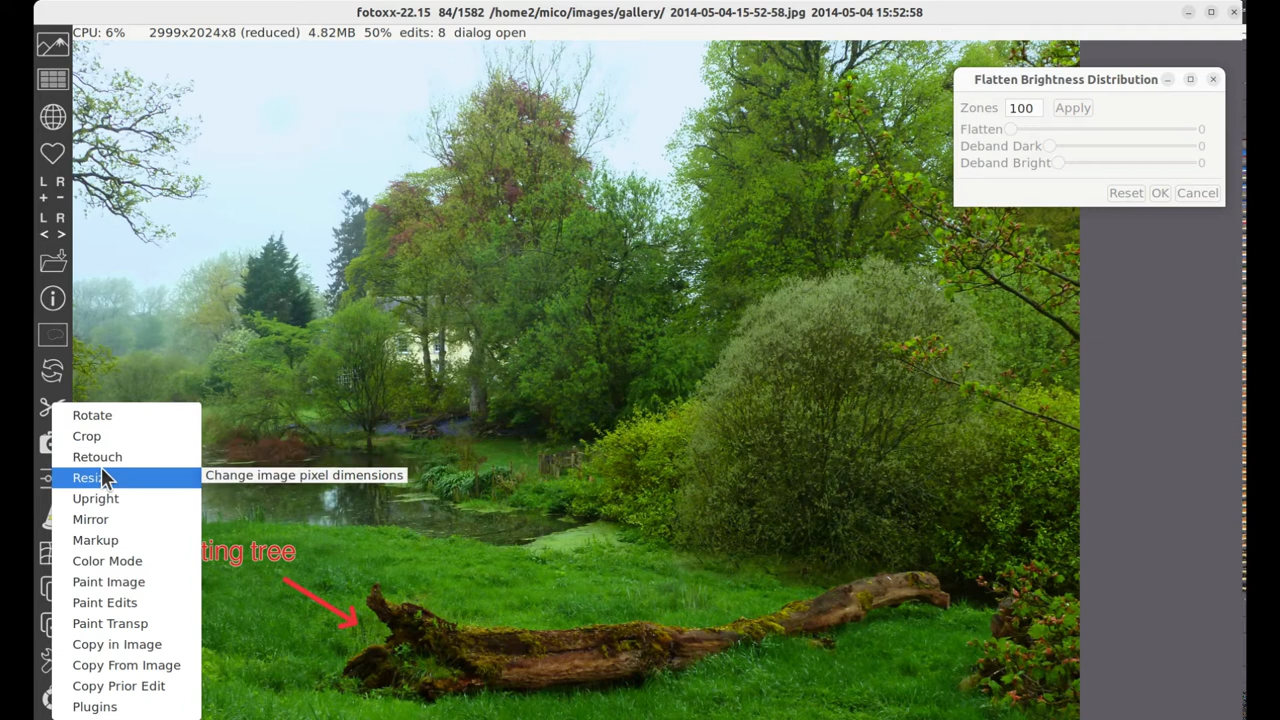 fotoxx-22.15 84/1582 /home2/mico/images/gallery/ 2014-05-04-15-52-58.jpg 2014-05-04 15:52:58
CPU: 6% 2999x2024x8 (reduced) 4.82MB 50% edits: 8 dialog open
Flatten Brightness Distribution
Zones 100 Apply
Flatten 0
Deband Dark 0
Deband Bright 0
Reset OK Cancel
L R
+ -
L R
< >
Rotate
Crop
Retouch
Change image pixel dimensions
Upright
Mirror
Markup
ting tree
Color Mode
Paint Image
Paint Edits
Paint Transp
Copy in Image
Copy From Image
Copy Prior Edit
Plugins